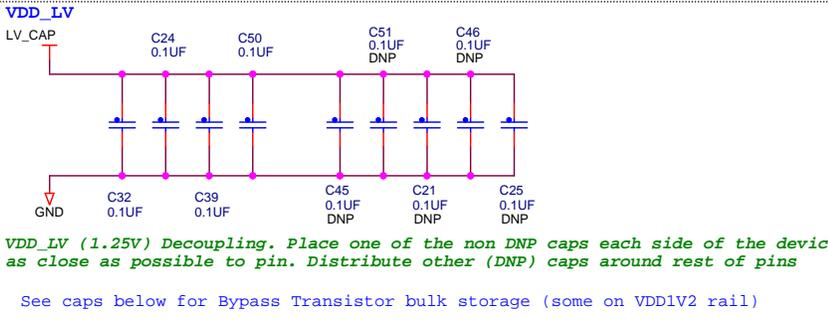 VDD_LV
LV_CAP
C24
0.1UF
C50
0.1UF
C51
0.1UF
DNP
C46
0.1UF
DNP
C32
0.1UF
C39
0.1UF
C45
0.1UF
DNP
C21
0.1UF
DNP
C25
0.1UF
DNP
GND
VDD_LV (1.25V) Decoupling. Place one of the non DNP caps each side of the devic
as close as possible to pin. Distribute other (DNP) caps around rest of pins
See caps below for Bypass Transistor bulk storage (some on VDD1V2 rail)